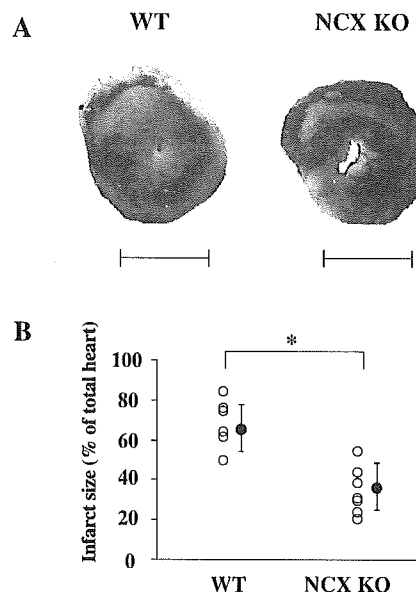 A
WT NCX KO
B
*
Infarct size (% of total heart)
100
80
60
40
20
0
WT NCX KO